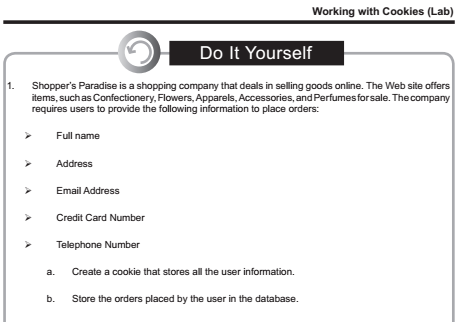 Working with Cookies (Lab)
Do It Yourself
1. Shopper's Paradise is a shopping company that deals in selling goods online. The Web site offers
items, such as Confectionery, Flowers, Apparels, Accessories, and Perfumes for sale. The company
requires users to provide the following information to place orders:
➢ Full name
➢ Address
➢ Email Address
➢ Credit Card Number
➢ Telephone Number
a. Create a cookie that stores all the user information.
b. Store the orders placed by the user in the database.